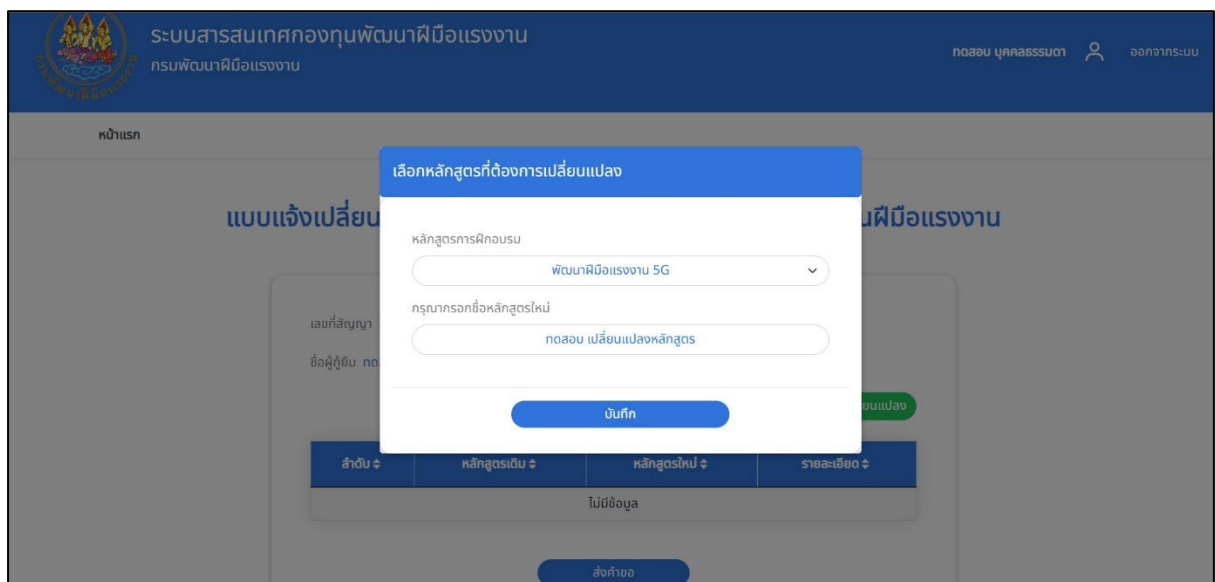 ระบบสารสนเทศกองทุนพัฒนาฝีมือแรงงาน
กรมพัฒนาฝีมือแรงงาน
ทดสอบ บุคคลธรรมดา
ออกจากระบบ
หน้าแรก
เลือกหลักสูตรที่ต้องการเปลี่ยนแปลง
แบบแจ้งเปลี่ยน นฝีมือแรงงาน
หลักสูตรการฝึกอบรม
พัฒนาฝีมือแรงงาน 5G
กรุณากรอกชื่อหลักสูตรใหม่
เลขที่สัญญา
ทดสอบ เปลี่ยนแปลงหลักสูตร
ชื่อผู้กู้ยืม ทด
บันทึก
ยนแปลง
ลำดับ หลักสูตรเดิม หลักสูตรใหม่ รายละเอียด
ไม่มีข้อมูล
ส่งคำขอ